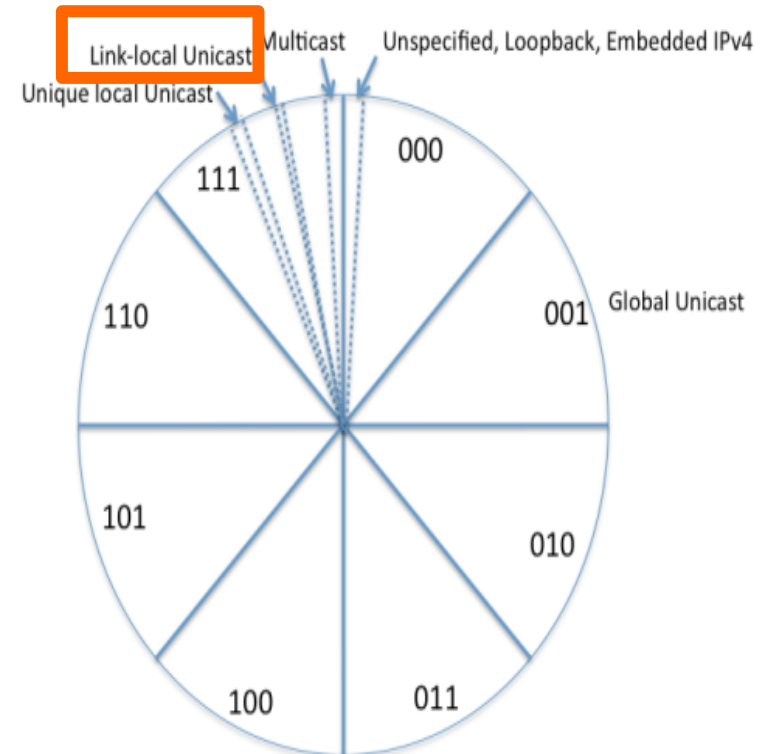 Link-local Unicast
Multicast
Unspecified, Loopback, Embedded IPv4
Unique local Unicast
000
111
001
Global Unicast
110
101
010
100
011